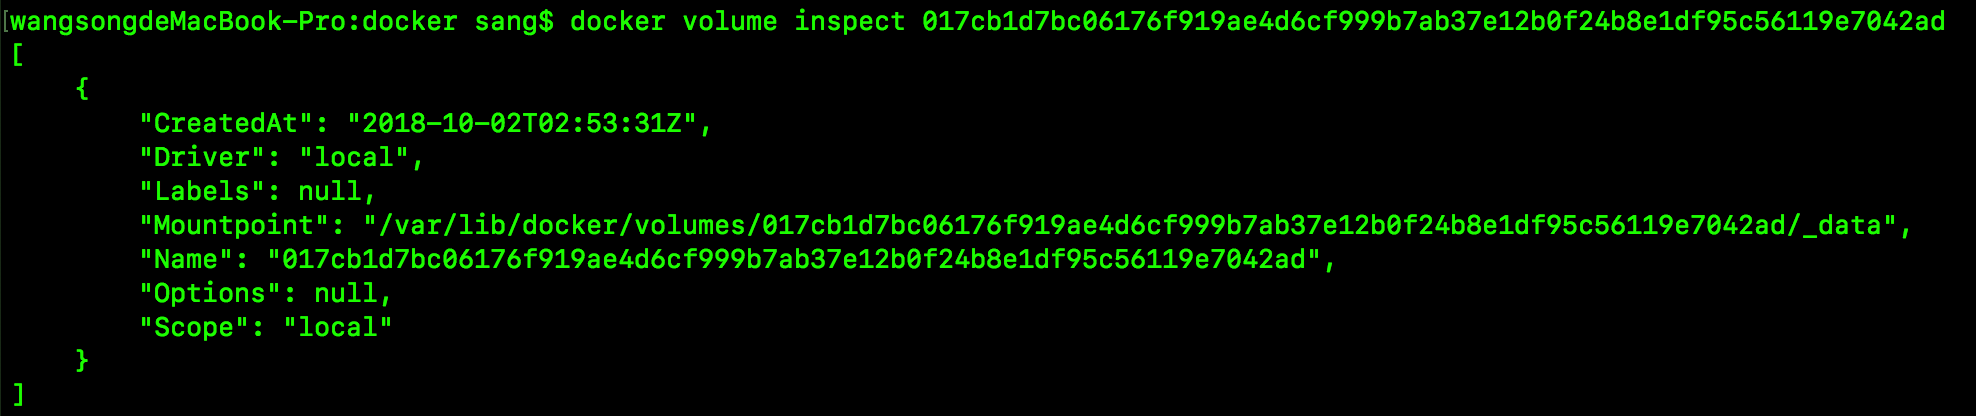 [wangsongdeMacBook-Pro:docker sang$ docker volume inspect 017cb1d7bc06176f919ae4d6cf999b7ab37e12b0f24b8e1df95c56119e7042ad
[
    {
        "CreatedAt": "2018-10-02T02:53:31Z",
        "Driver": "local",
        "Labels": null,
        "Mountpoint": "/var/lib/docker/volumes/017cb1d7bc06176f919ae4d6cf999b7ab37e12b0f24b8e1df95c56119e7042ad/_data",
        "Name": "017cb1d7bc06176f919ae4d6cf999b7ab37e12b0f24b8e1df95c56119e7042ad",
        "Options": null,
        "Scope": "local"
    }
]